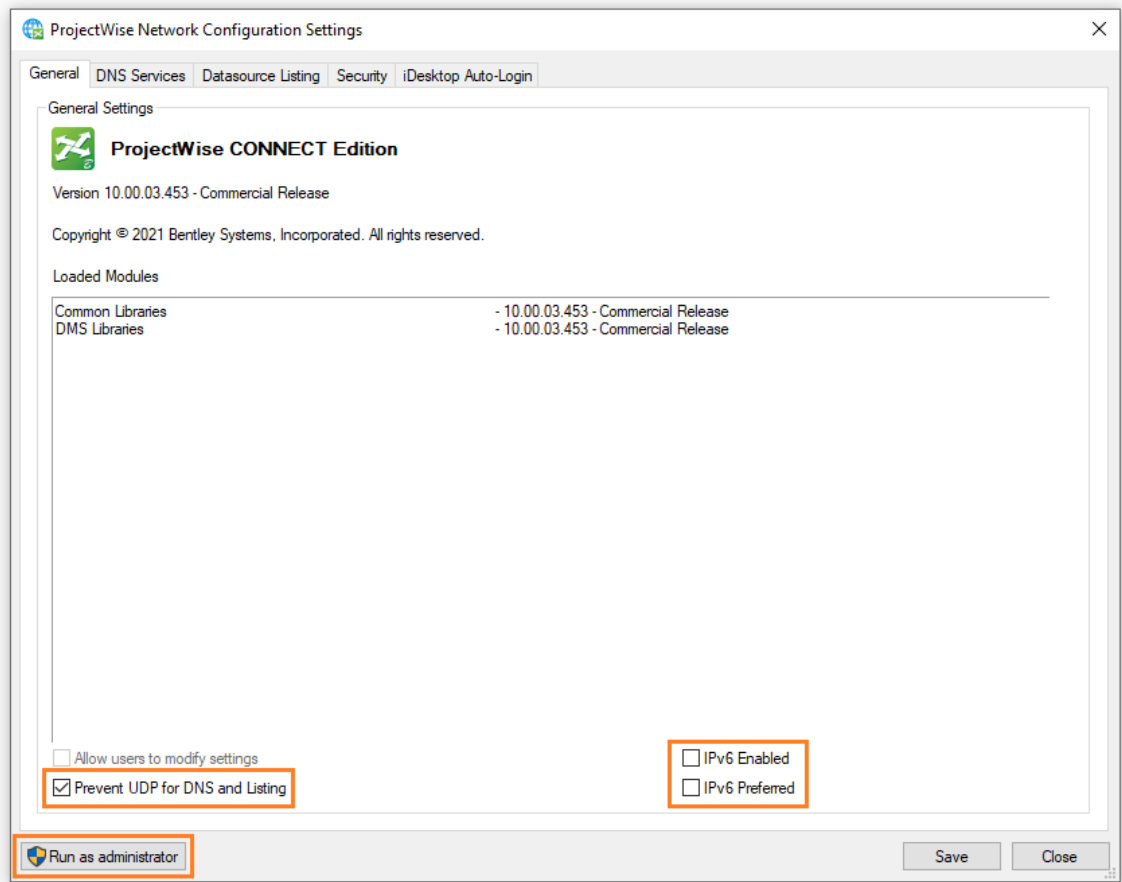 ProjectWise Network Configuration Settings
General DNS Services Datasource Listing Security iDesktop Auto-Login
General Settings
ProjectWise CONNECT Edition
Version 10.00.03.453 - Commercial Release
Copyright © 2021 Bentley Systems, Incorporated. All rights reserved.
Loaded Modules
Common Libraries - 10.00.03.453 - Commercial Release
DMS Libraries - 10.00.03.453 - Commercial Release
Allow users to modify settings IPv6 Enabled
Prevent UDP for DNS and Listing IPv6 Preferred
Run as administrator Save Close